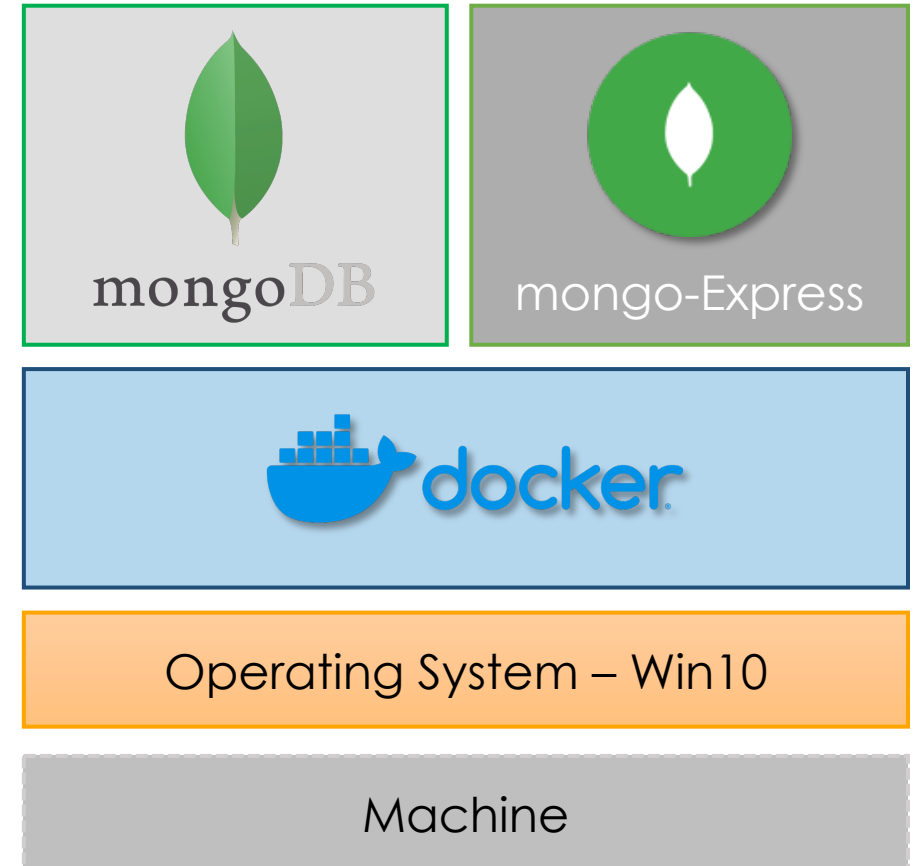 mongoDB
mongo-Express
docker
Operating System – Win10
Machine